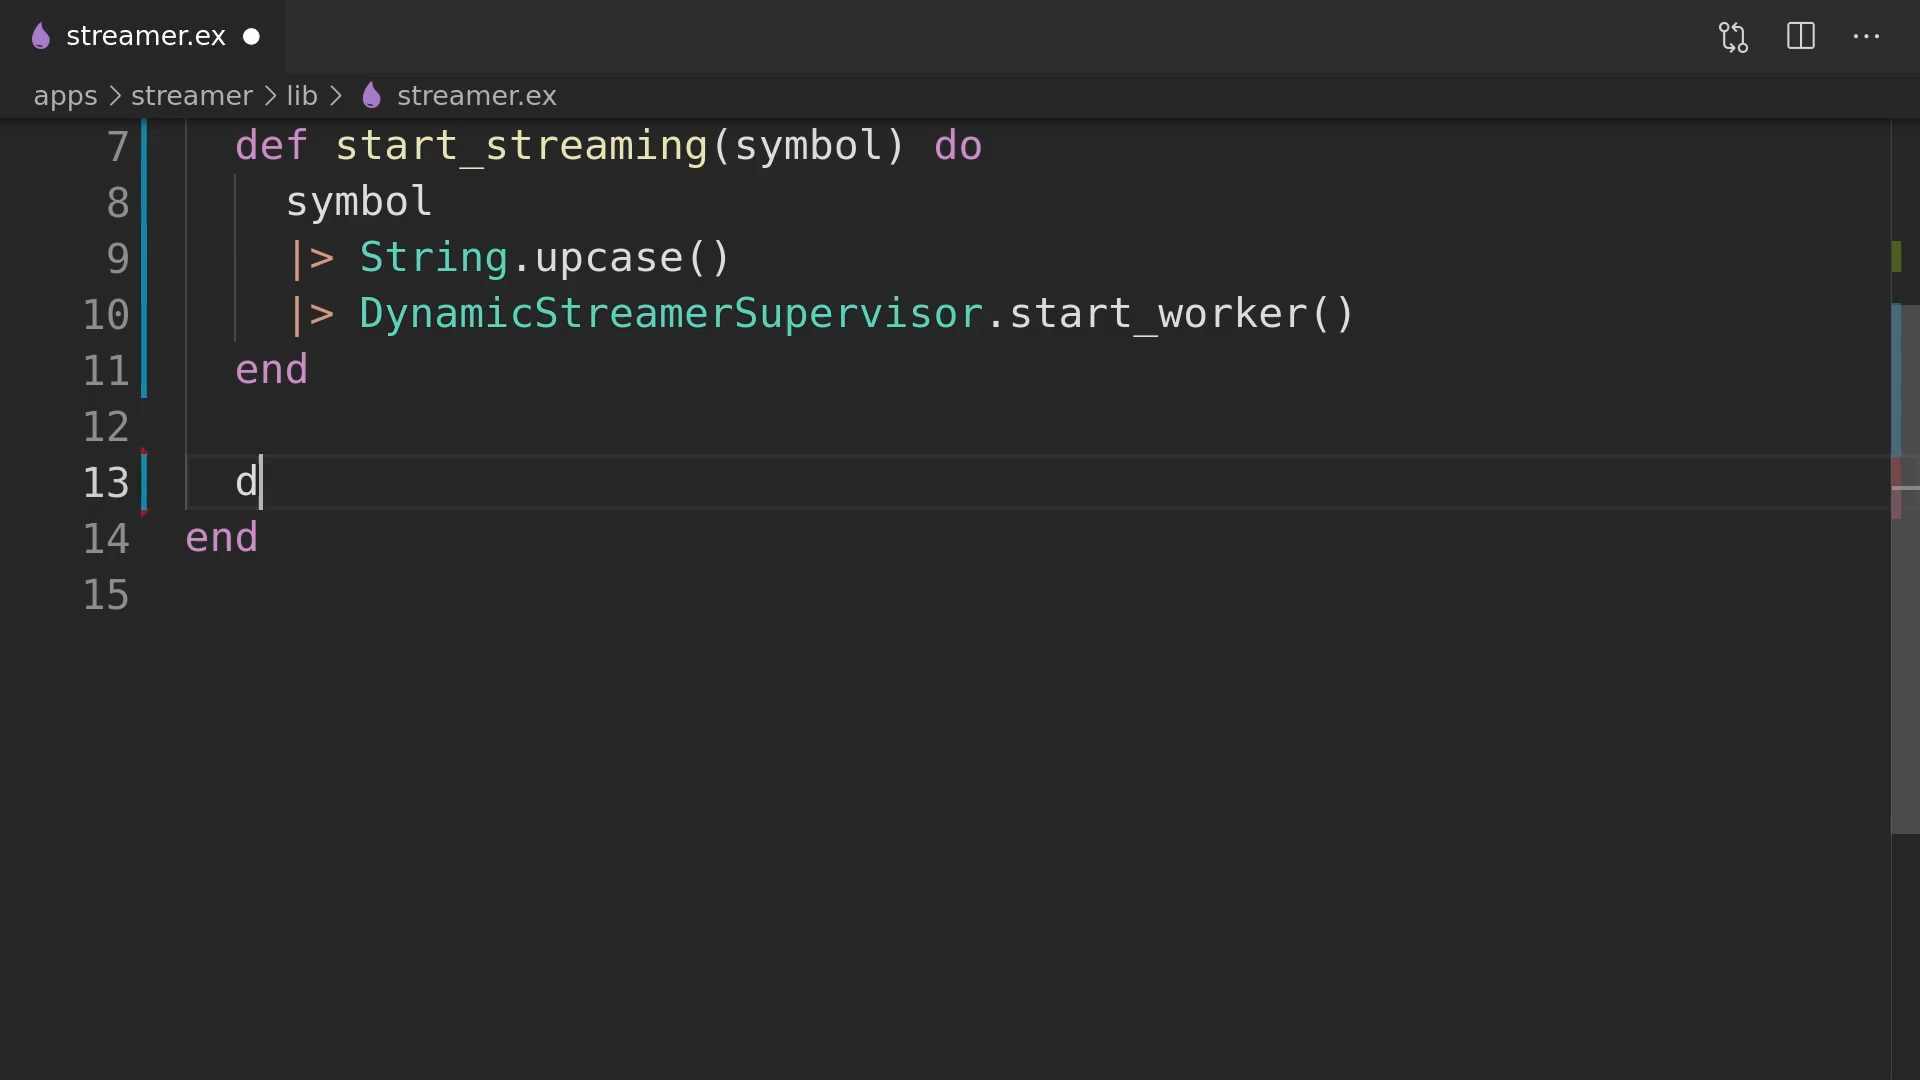 streamer.ex
apps > streamer > lib > streamer.ex
7 def start_streaming(symbol) do
8 symbol
9 |> String.upcase()
10 |> DynamicStreamerSupervisor.start_worker()
11 end
12
13 d
14 end
15